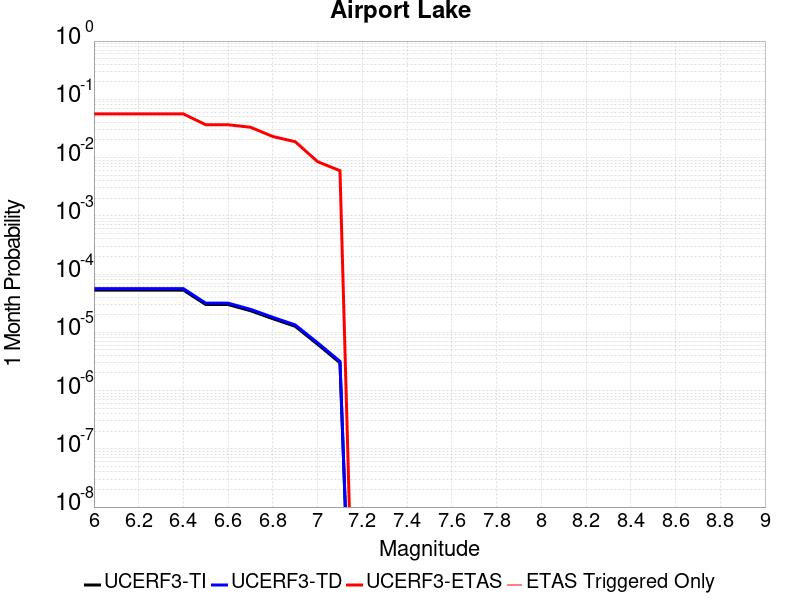 Airport Lake
10^0
10^-1
10^-2
10^-3
10^-4
10^-5
10^-6
10^-7
10^-8
1 Month Probability
6 6.2 6.4 6.6 6.8 7 7.2 7.4 7.6 7.8 8 8.2 8.4 8.6 8.8 9
Magnitude
UCERF3-TI UCERF3-TD UCERF3-ETAS ETAS Triggered Only